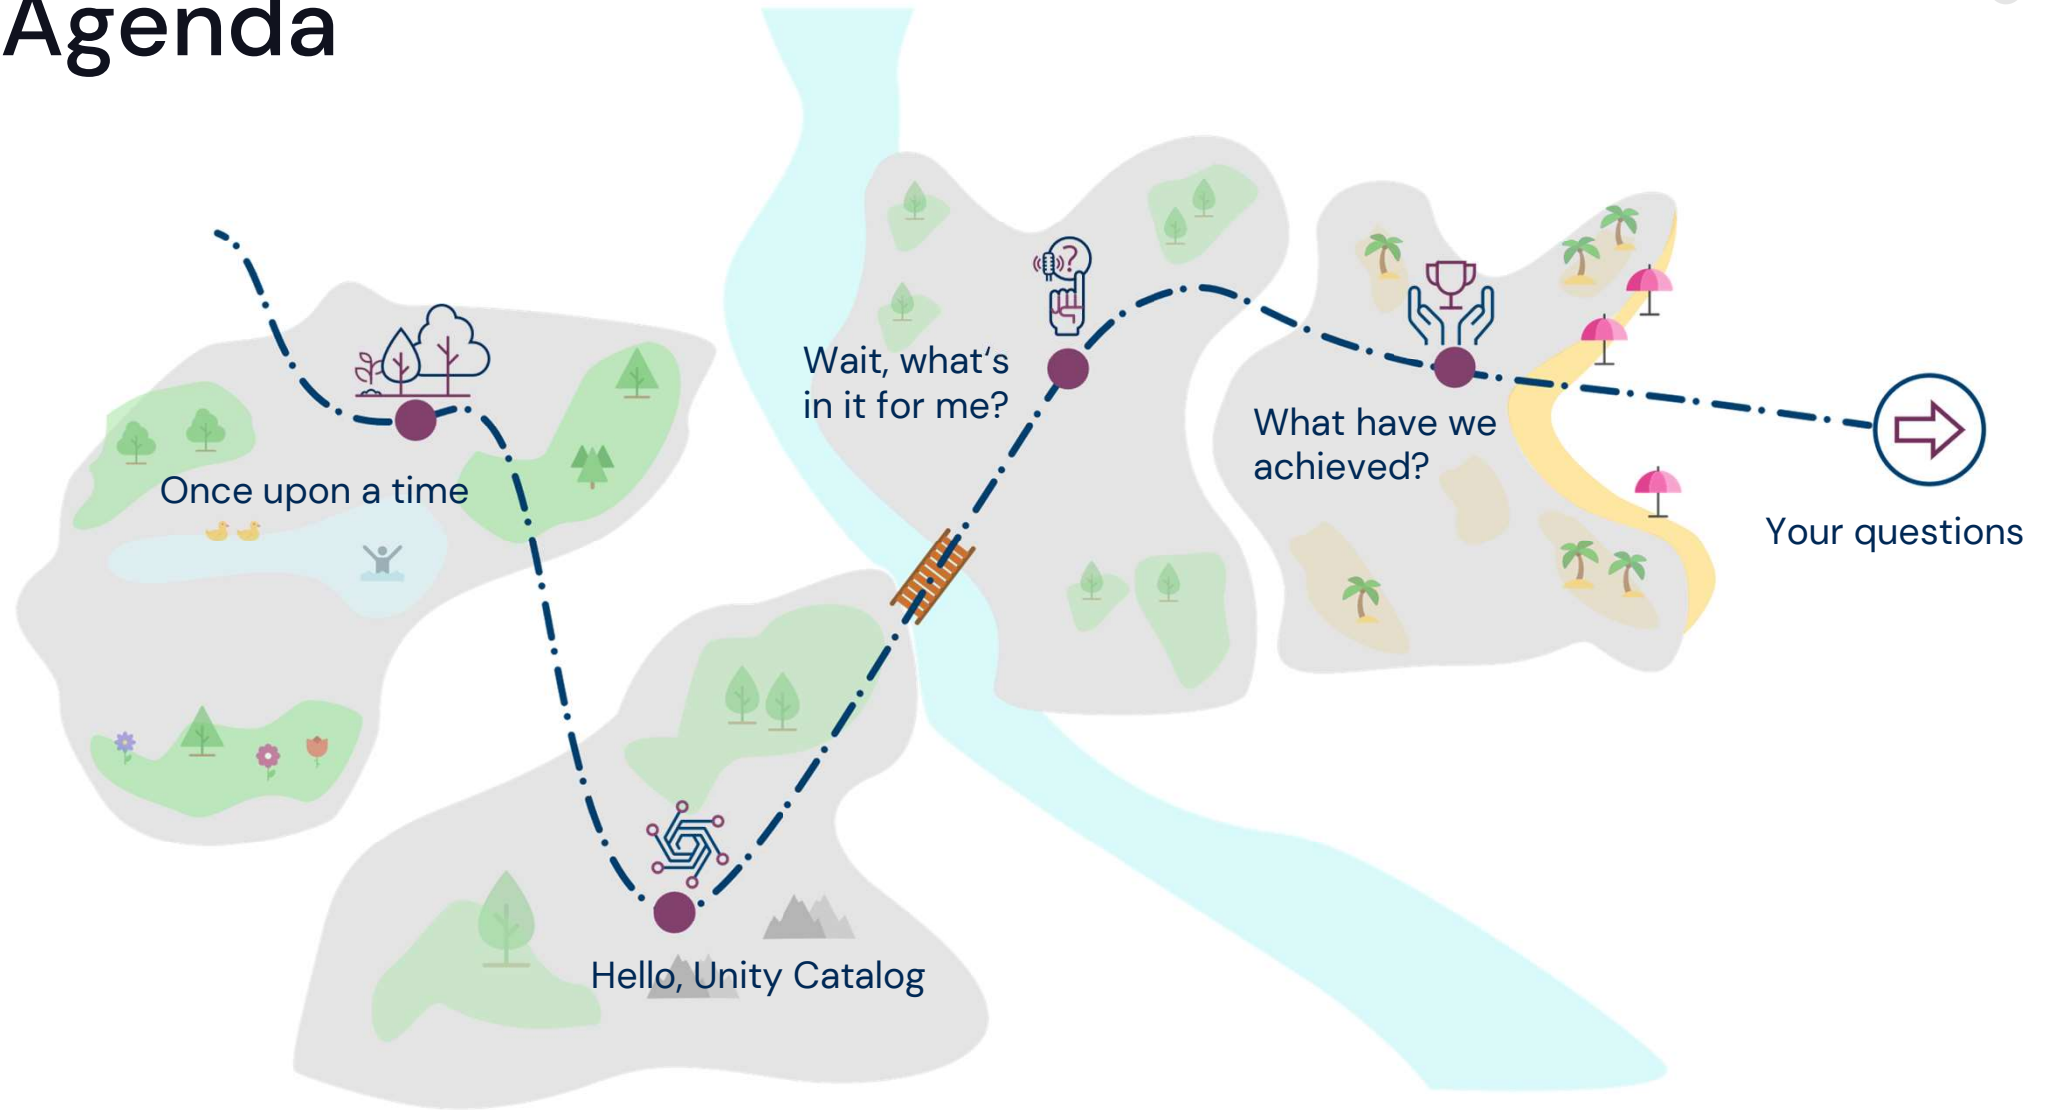 Agenda
Once upon a time
Hello, Unity Catalog
Wait, what‘s
in it for me?
?
What have we
achieved?
Your questions